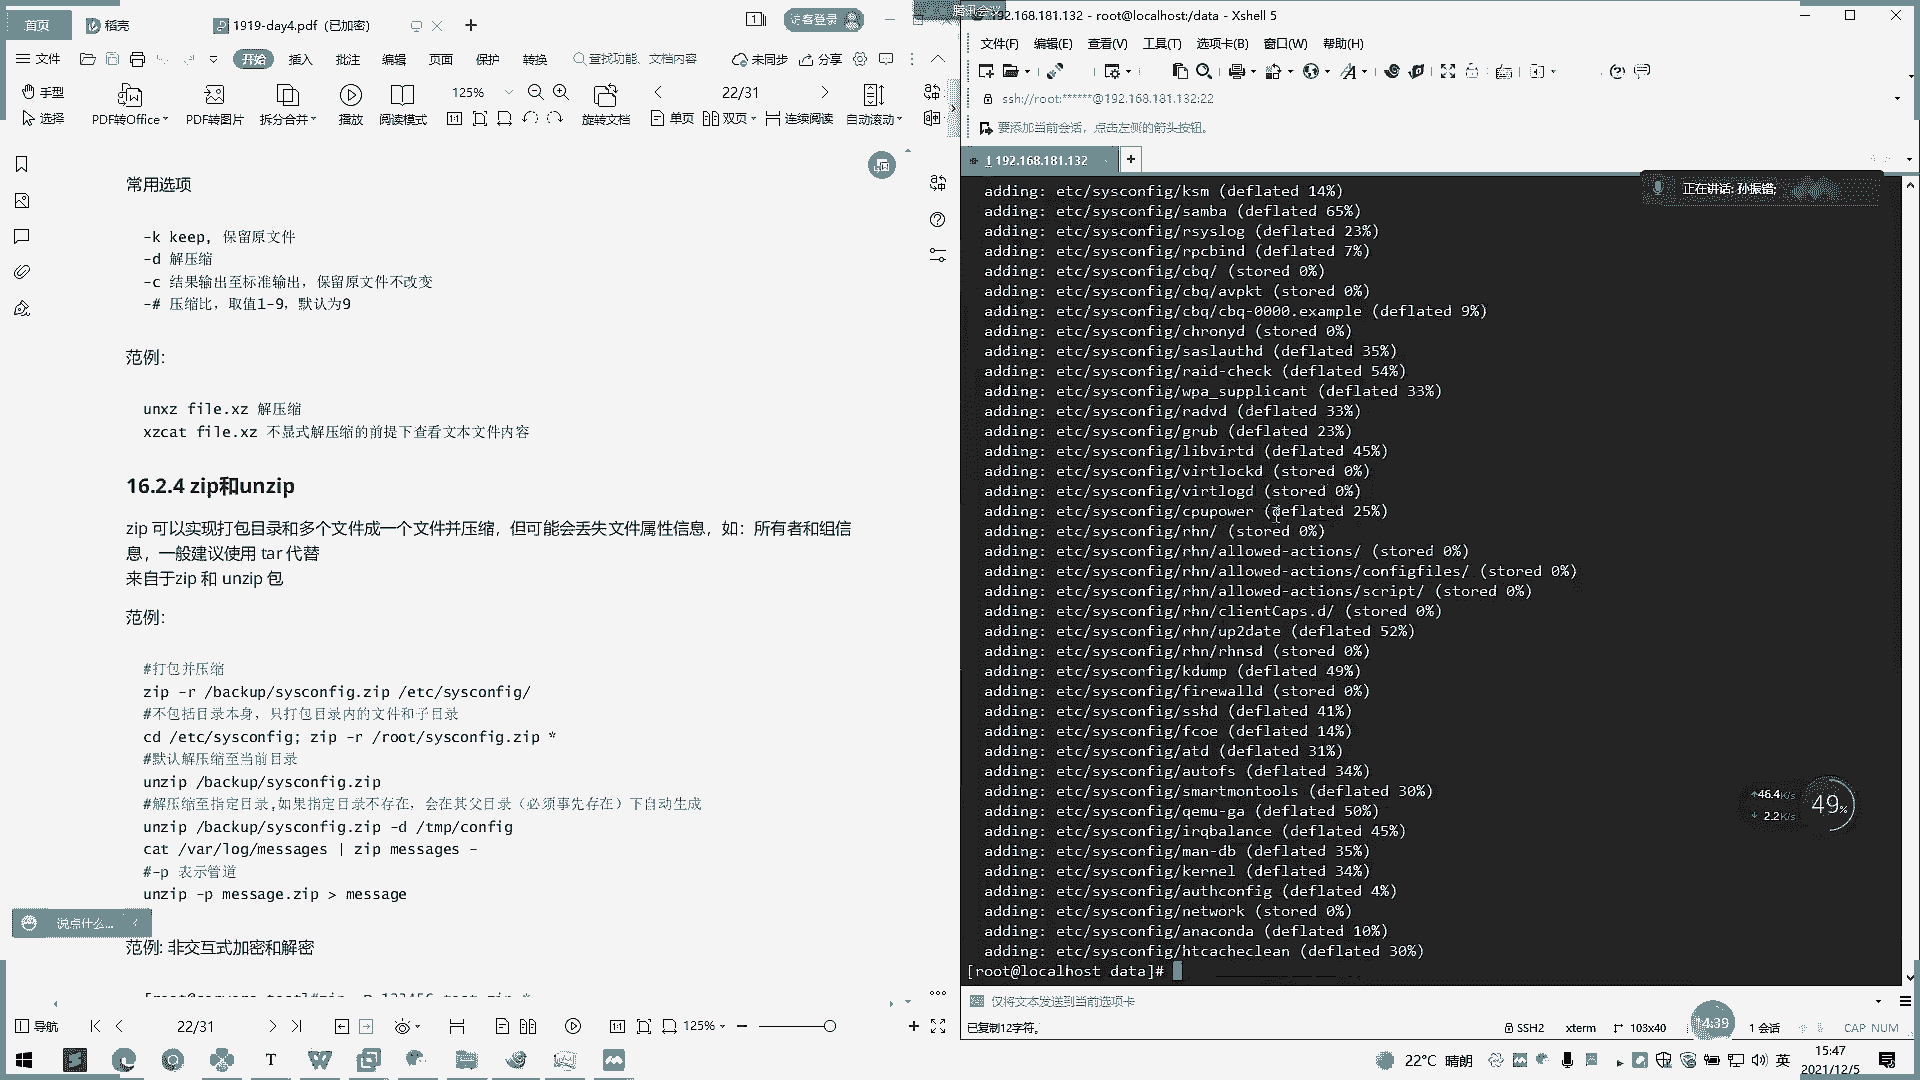 首页
稻壳
1919-day4.pdf (已加密)
访客登录
文件
开始
插入
批注
编辑
页面
保护
转换
查找功能、文档内容
未同步
分享
手型
选择
PDF转Office
PDF转图片
拆分合并
播放
阅读模式
125%
旋转文档
22/31
单页
双页
连续阅读
自动滚动
常用选项
-k keep, 保留原文件
-d 解压缩
-c 结果输出至标准输出，保留原文件不改变
-# 压缩比，取值1-9，默认为9
范例:
unxz file.xz 解压缩
xzcat file.xz 不显式解压缩的前提下查看文本文件内容
16.2.4 zip和unzip
zip 可以实现打包目录和多个文件成一个文件并压缩，但可能会丢失文件属性信息，如：所有者和组信
息，一般建议使用 tar 代替
来自于zip 和 unzip 包
范例:
#打包并压缩
zip -r /backup/sysconfig.zip /etc/sysconfig/
#不包括目录本身，只打包目录内的文件和子目录
cd /etc/sysconfig; zip -r /root/sysconfig.zip *
#默认解压缩至当前目录
unzip /backup/sysconfig.zip
#解压缩至指定目录,如果指定目录不存在，会在其父目录（必须事先存在）下自动生成
unzip /backup/sysconfig.zip -d /tmp/config
cat /var/log/messages | zip messages -
#-p 表示管道
unzip -p message.zip > message
说点什么...
范例: 非交互式加密和解密
导航
22/31
125%
腾讯会议
192.168.181.132 - root@localhost:/data - Xshell 5
文件(F) 编辑(E) 查看(V) 工具(T) 选项卡(B) 窗口(W) 帮助(H)
ssh://root:******@192.168.181.132:22
要添加当前会话，点击左侧的箭头按钮。
1 192.168.181.132
正在讲话: 孙振锴;
adding: etc/sysconfig/ksm (deflated 14%)
adding: etc/sysconfig/samba (deflated 65%)
adding: etc/sysconfig/rsyslog (deflated 23%)
adding: etc/sysconfig/rpcbind (deflated 7%)
adding: etc/sysconfig/cbq/ (stored 0%)
adding: etc/sysconfig/cbq/avpkt (stored 0%)
adding: etc/sysconfig/cbq/cbq-0000.example (deflated 9%)
adding: etc/sysconfig/chronyd (stored 0%)
adding: etc/sysconfig/saslauthd (deflated 35%)
adding: etc/sysconfig/raid-check (deflated 54%)
adding: etc/sysconfig/wpa_supplicant (deflated 33%)
adding: etc/sysconfig/radvd (deflated 33%)
adding: etc/sysconfig/grub (deflated 23%)
adding: etc/sysconfig/libvirtd (deflated 45%)
adding: etc/sysconfig/virtlockd (stored 0%)
adding: etc/sysconfig/virtlogd (stored 0%)
adding: etc/sysconfig/cpupower (deflated 25%)
adding: etc/sysconfig/rhn/ (stored 0%)
adding: etc/sysconfig/rhn/allowed-actions/ (stored 0%)
adding: etc/sysconfig/rhn/allowed-actions/configfiles/ (stored 0%)
adding: etc/sysconfig/rhn/allowed-actions/script/ (stored 0%)
adding: etc/sysconfig/rhn/clientCaps.d/ (stored 0%)
adding: etc/sysconfig/rhn/up2date (deflated 52%)
adding: etc/sysconfig/rhn/rhnsd (stored 0%)
adding: etc/sysconfig/kdump (deflated 49%)
adding: etc/sysconfig/firewalld (stored 0%)
adding: etc/sysconfig/sshd (deflated 41%)
adding: etc/sysconfig/fcoe (deflated 14%)
adding: etc/sysconfig/atd (deflated 31%)
adding: etc/sysconfig/autofs (deflated 34%)
adding: etc/sysconfig/smartmontools (deflated 30%)
adding: etc/sysconfig/qemu-ga (deflated 50%)
adding: etc/sysconfig/irqbalance (deflated 45%)
adding: etc/sysconfig/man-db (deflated 35%)
adding: etc/sysconfig/kernel (deflated 34%)
adding: etc/sysconfig/authconfig (deflated 4%)
adding: etc/sysconfig/network (stored 0%)
adding: etc/sysconfig/anaconda (deflated 10%)
adding: etc/sysconfig/htcacheclean (deflated 30%)
[root@localhost data]#
46.4K/s
2.2K/s
49%
仅将文本发送到当前选项卡
已复制12字符。
SSH2
xterm
103x40
14:39
1 会话
CAP NUM
22°C 晴朗
英
15:47
2021/12/5